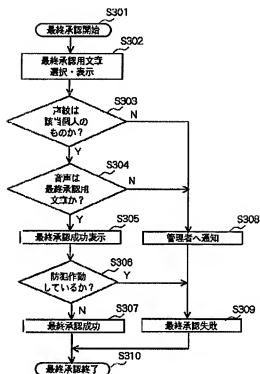 S301
最終承認開始
S302
最終承認用文章
選択・表示
S303
声紋は
該当個人の
ものか?
N
Y
S304
音声は
最終承認用
文章か?
N
Y
S305
最終承認成功表示
S308
管理者へ通知
S306
防犯作動
しているか?
Y
N
S307
最終承認成功
S309
最終承認失敗
S310
最終承認終了